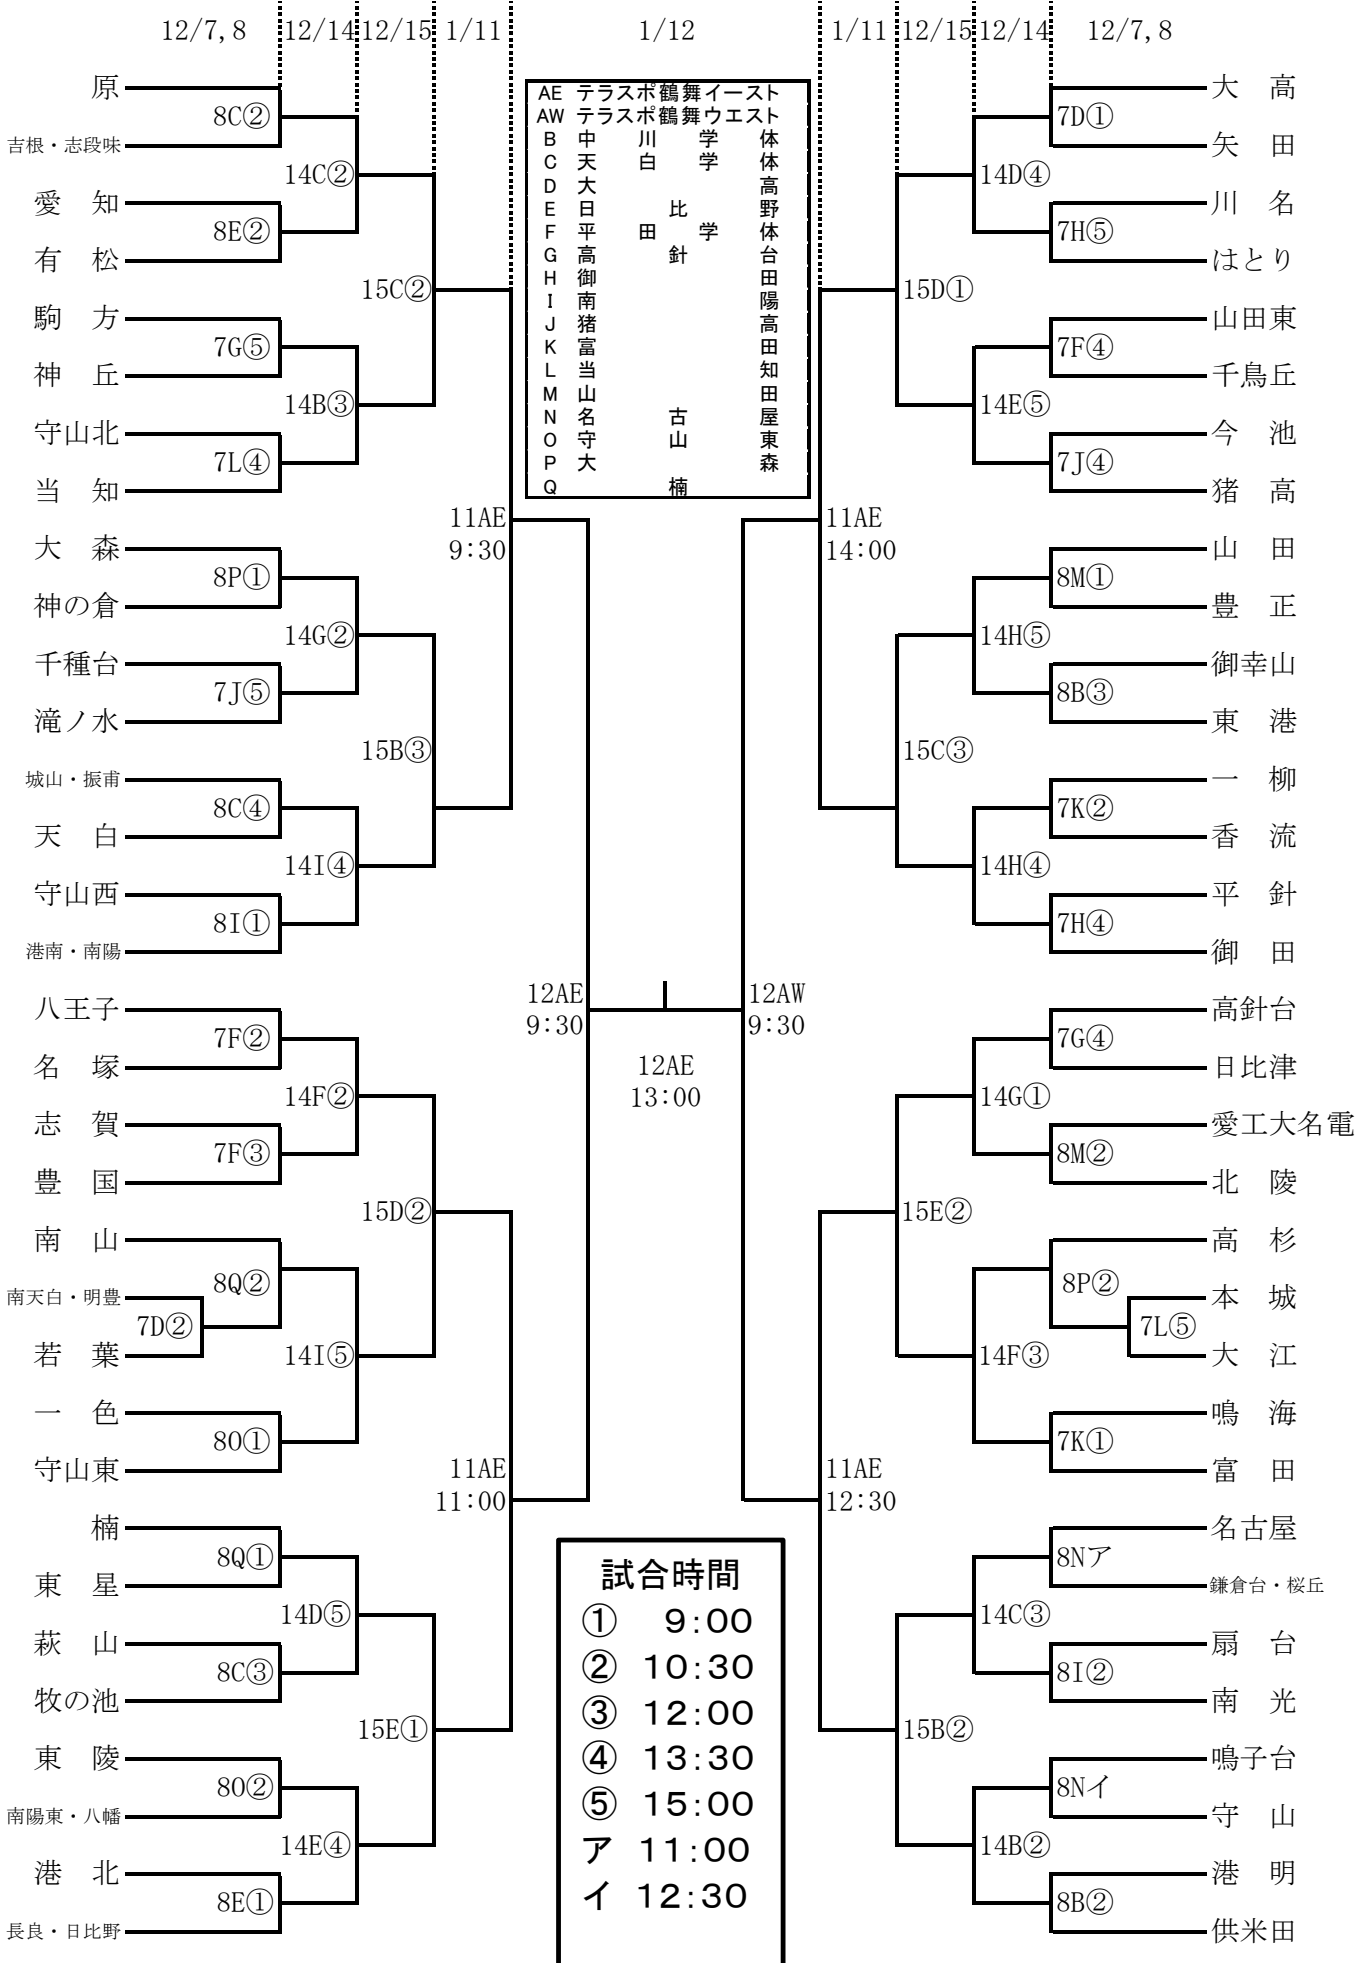 12/7,8 12/14 12/15 1/11 1/12 1/11 12/15 12/14 12/7,8
原
8C②
吉根・志段味
14C②
愛 知
8E②
有 松
15C②
駒 方
7G⑤
神 丘
14B③
守山北
7L④
当 知
11AE
9:30
大 森
8P①
神の倉
14G②
千種台
7J⑤
滝ノ水
15B③
城山・振甫
8C④
天 白
14I④
守山西
8I①
港南・南陽
12AE
9:30
八王子
7F②
名 塚
14F②
志 賀
7F③
豊 国
15D②
南 山
8Q②
南天白・明豊
7D②
若 葉
14I⑤
一 色
8O①
守山東
11AE
11:00
楠
8Q①
東 星
14D⑤
萩 山
8C③
牧の池
15E①
東 陵
8O②
南陽東・八幡
14E④
港 北
8E①
長良・日比野
AE テラスポ鶴舞イースト
AW テラスポ鶴舞ウエスト
B 中川学体
C 天白学体
D 大高
E 日比野
F 平田学体
G 高針台
H 御田
I 南陽
J 猪高
K 富田
L 当知
M 山田
N 名古屋
O 守山東
P 大森
Q 楠
12AE
13:00
試合時間
① 9:00
② 10:30
③ 12:00
④ 13:30
⑤ 15:00
ア 11:00
イ 12:30
大 高
7D①
矢 田
14D④
川 名
7H⑤
はとり
15D①
山田東
7F④
千鳥丘
14E⑤
今 池
7J④
猪 高
11AE
14:00
山 田
8M①
豊 正
14H⑤
御幸山
8B③
東 港
15C③
一 柳
7K②
香 流
14H④
平 針
7H④
御 田
12AW
9:30
高針台
7G④
日比津
14G①
愛工大名電
8M②
北 陵
15E②
高 杉
8P②
本 城
7L⑤
大 江
14F③
鳴 海
7K①
富 田
11AE
12:30
名古屋
8Nア
鎌倉台・桜丘
14C③
扇 台
8I②
南 光
15B②
鳴子台
8Nイ
守 山
14B②
港 明
8B②
供米田